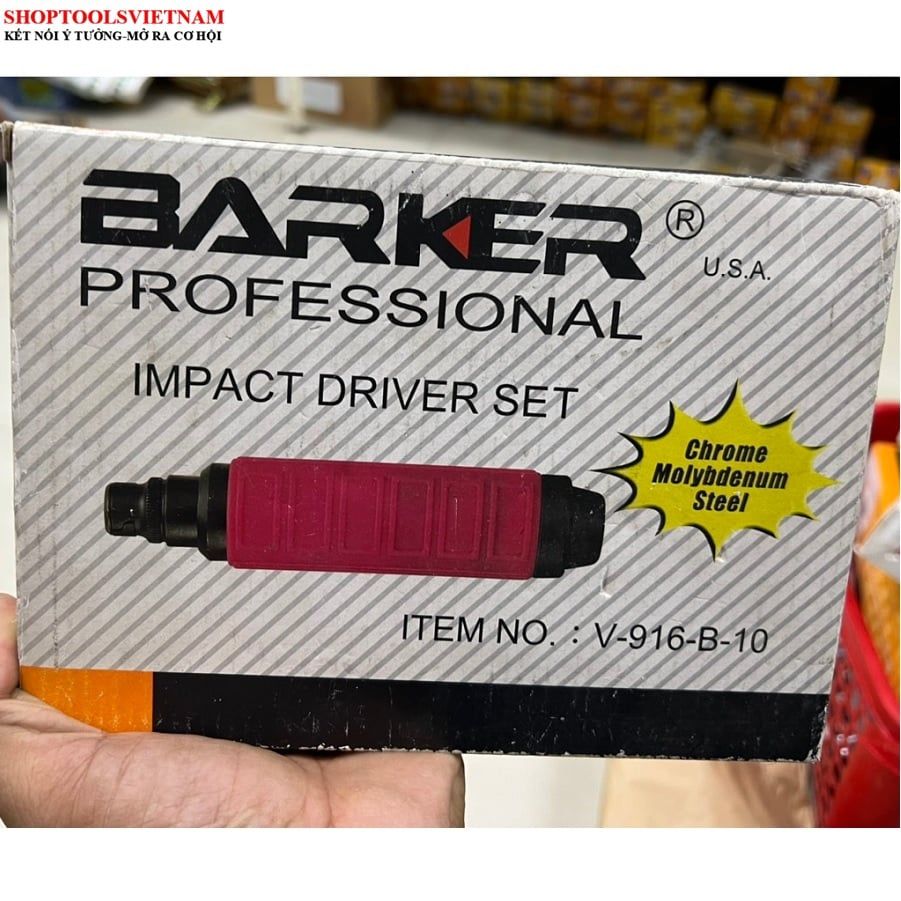 SHOPTOOLSVIETNAM
KẾT NỐI Ý TƯỞNG-MỞ RA CƠ HỘI
BARKER ®
U.S.A.
PROFESSIONAL
IMPACT DRIVER SET
Chrome
Molybdenum
Steel
ITEM NO. : V-916-B-10